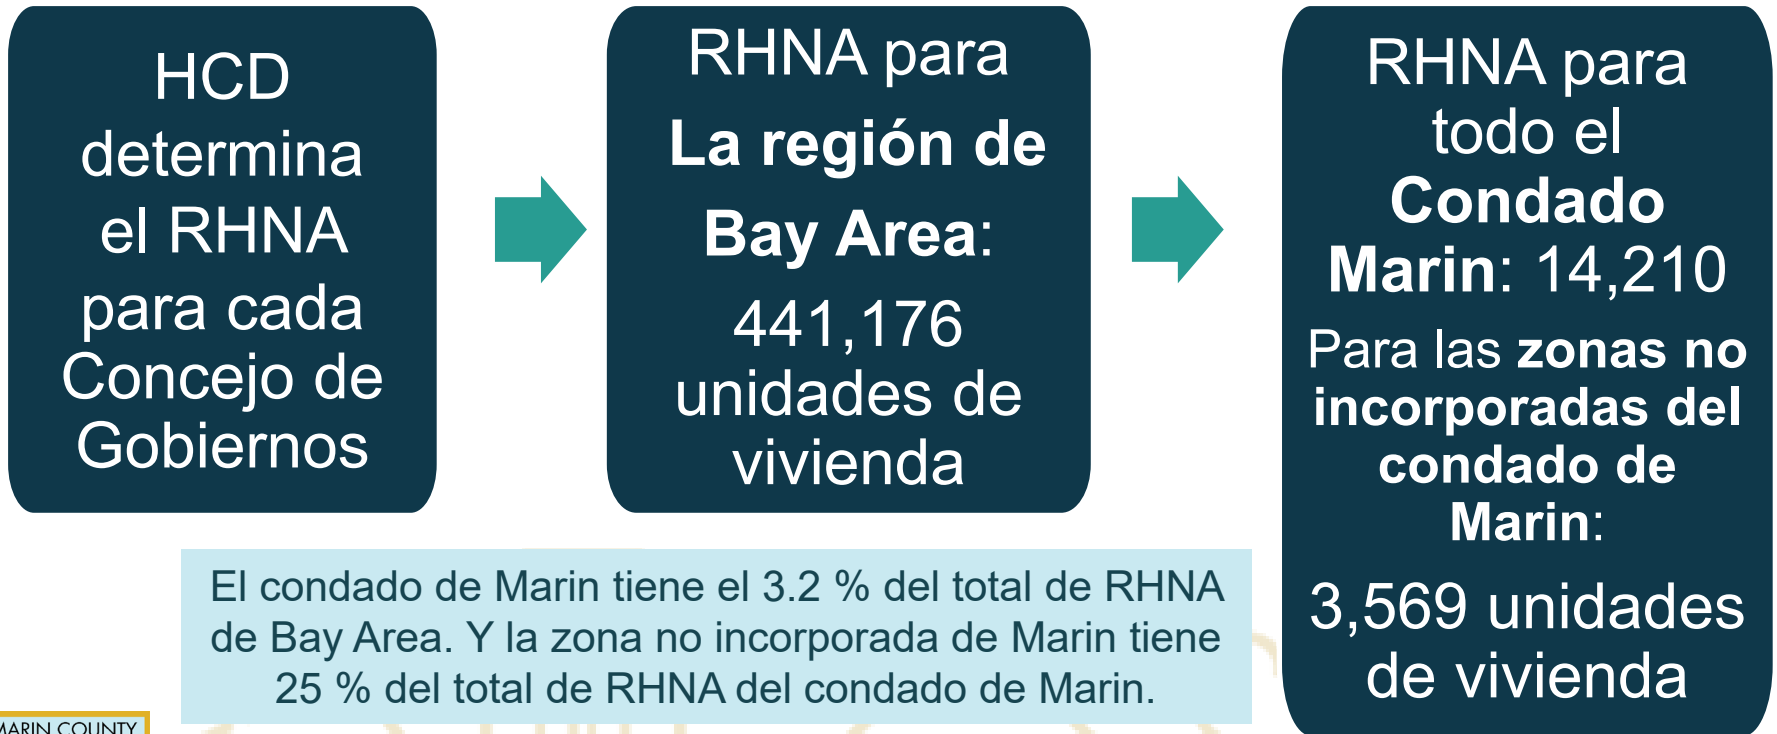 HCD
determina
el RHNA
para cada
Concejo de
Gobiernos
RHNA para
La región de
Bay Area:
441,176
unidades de
vivienda
RHNA para
todo el
Condado
Marin: 14,210
Para las zonas no
incorporadas del
condado de
Marin:
3,569 unidades
de vivienda
El condado de Marin tiene el 3.2 % del total de RHNA
de Bay Area. Y la zona no incorporada de Marin tiene
25 % del total de RHNA del condado de Marin.
MARIN COUNTY